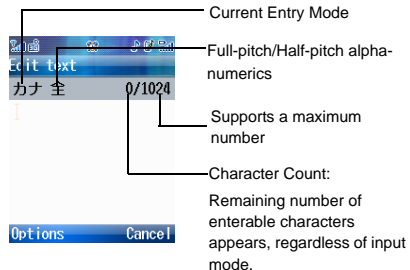 Current Entry Mode
Full-pitch/Half-pitch alpha-
numerics
Edit text
カナ 全 0/1024
Supports a maximum
number
Character Count:
Remaining number of
enterable characters
appears, regardless of input
mode.
Options Cancel